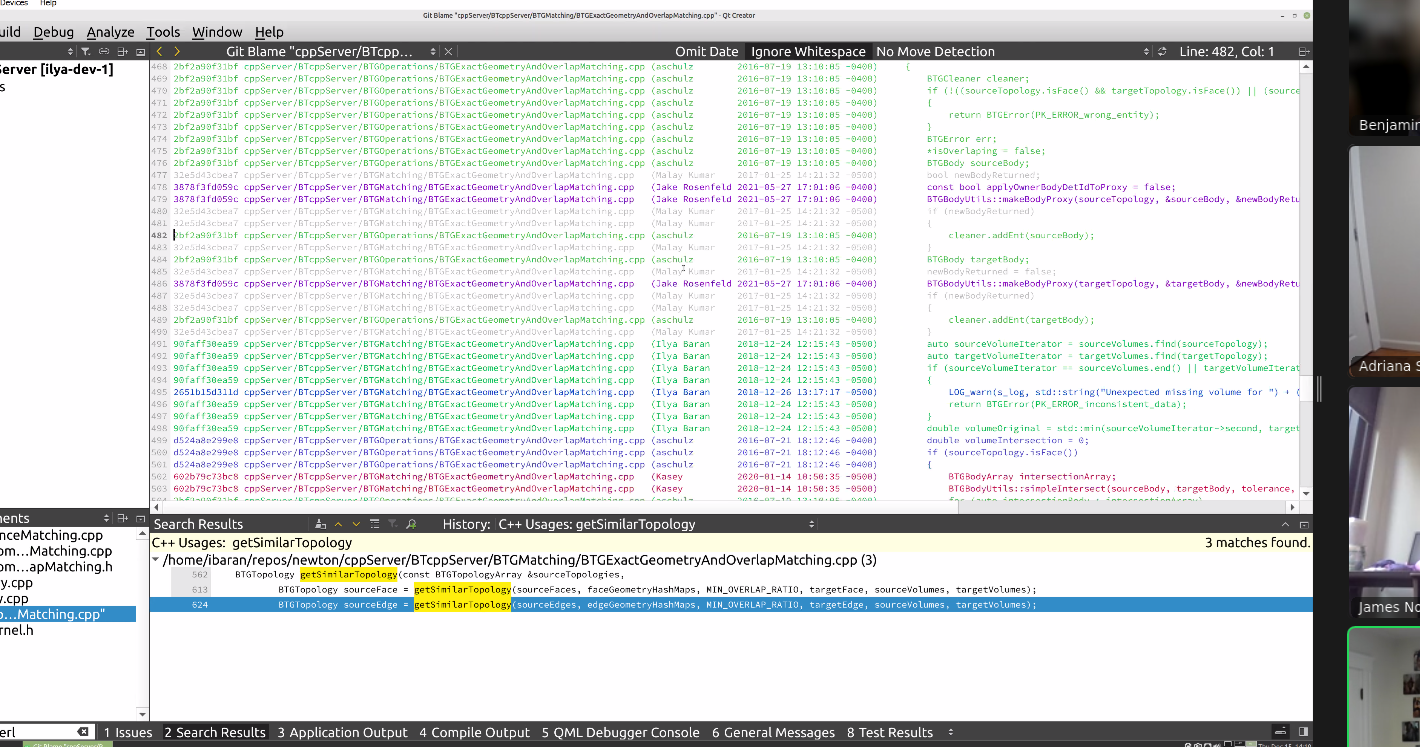 Devices Help
Git Blame "cppServer/BTcppServer/BTGMatching/BTGExactGeometryAndOverlapMatching.cpp" - Qt Creator
uild Debug Analyze Tools Window Help
Git Blame "cppServer/BTcpp... Omit Date Ignore Whitespace No Move Detection Line: 482, Col: 1
Server [ilya-dev-1]
s
468 2bf2a90f31bf cppServer/BTcppServer/BTGOperations/BTGExactGeometryAndOverlapMatching.cpp (aschulz 2016-07-19 13:10:05 -0400) {
469 2bf2a90f31bf cppServer/BTcppServer/BTGOperations/BTGExactGeometryAndOverlapMatching.cpp (aschulz 2016-07-19 13:10:05 -0400) BTGCleaner cleaner;
470 2bf2a90f31bf cppServer/BTcppServer/BTGOperations/BTGExactGeometryAndOverlapMatching.cpp (aschulz 2016-07-19 13:10:05 -0400) if (!((sourceTopology.isFace() && targetTopology.isFace()) || (source
471 2bf2a90f31bf cppServer/BTcppServer/BTGOperations/BTGExactGeometryAndOverlapMatching.cpp (aschulz 2016-07-19 13:10:05 -0400) {
472 2bf2a90f31bf cppServer/BTcppServer/BTGOperations/BTGExactGeometryAndOverlapMatching.cpp (aschulz 2016-07-19 13:10:05 -0400) return BTGError(PK_ERROR_wrong_entity);
473 2bf2a90f31bf cppServer/BTcppServer/BTGOperations/BTGExactGeometryAndOverlapMatching.cpp (aschulz 2016-07-19 13:10:05 -0400) }
474 2bf2a90f31bf cppServer/BTcppServer/BTGOperations/BTGExactGeometryAndOverlapMatching.cpp (aschulz 2016-07-19 13:10:05 -0400) BTGError err;
475 2bf2a90f31bf cppServer/BTcppServer/BTGOperations/BTGExactGeometryAndOverlapMatching.cpp (aschulz 2016-07-19 13:10:05 -0400) *isOverlaping = false;
476 2bf2a90f31bf cppServer/BTcppServer/BTGOperations/BTGExactGeometryAndOverlapMatching.cpp (aschulz 2016-07-19 13:10:05 -0400) BTGBody sourceBody;
477 32e5d43cbea7 cppServer/BTcppServer/BTGMatching/BTGExactGeometryAndOverlapMatching.cpp (Malay Kumar 2017-01-25 14:21:32 -0500) bool newBodyReturned;
478 3878f3fd059c cppServer/BTcppServer/BTGMatching/BTGExactGeometryAndOverlapMatching.cpp (Jake Rosenfeld 2021-05-27 17:01:06 -0400) const bool applyOwnerBodyDetIdToProxy = false;
479 3878f3fd059c cppServer/BTcppServer/BTGMatching/BTGExactGeometryAndOverlapMatching.cpp (Jake Rosenfeld 2021-05-27 17:01:06 -0400) BTGBodyUtils::makeBodyProxy(sourceTopology, &sourceBody, &newBodyRetu
480 32e5d43cbea7 cppServer/BTcppServer/BTGMatching/BTGExactGeometryAndOverlapMatching.cpp (Malay Kumar 2017-01-25 14:21:32 -0500) if (newBodyReturned)
481 32e5d43cbea7 cppServer/BTcppServer/BTGMatching/BTGExactGeometryAndOverlapMatching.cpp (Malay Kumar 2017-01-25 14:21:32 -0500) {
482 2bf2a90f31bf cppServer/BTcppServer/BTGOperations/BTGExactGeometryAndOverlapMatching.cpp (aschulz 2016-07-19 13:10:05 -0400) cleaner.addEnt(sourceBody);
483 32e5d43cbea7 cppServer/BTcppServer/BTGMatching/BTGExactGeometryAndOverlapMatching.cpp (Malay Kumar 2017-01-25 14:21:32 -0500) }
484 2bf2a90f31bf cppServer/BTcppServer/BTGOperations/BTGExactGeometryAndOverlapMatching.cpp (aschulz 2016-07-19 13:10:05 -0400) BTGBody targetBody;
485 32e5d43cbea7 cppServer/BTcppServer/BTGMatching/BTGExactGeometryAndOverlapMatching.cpp (Malay Kumar 2017-01-25 14:21:32 -0500) newBodyReturned = false;
486 3878f3fd059c cppServer/BTcppServer/BTGMatching/BTGExactGeometryAndOverlapMatching.cpp (Jake Rosenfeld 2021-05-27 17:01:06 -0400) BTGBodyUtils::makeBodyProxy(targetTopology, &targetBody, &newBodyRetu
487 32e5d43cbea7 cppServer/BTcppServer/BTGMatching/BTGExactGeometryAndOverlapMatching.cpp (Malay Kumar 2017-01-25 14:21:32 -0500) if (newBodyReturned)
488 32e5d43cbea7 cppServer/BTcppServer/BTGMatching/BTGExactGeometryAndOverlapMatching.cpp (Malay Kumar 2017-01-25 14:21:32 -0500) {
489 2bf2a90f31bf cppServer/BTcppServer/BTGOperations/BTGExactGeometryAndOverlapMatching.cpp (aschulz 2016-07-19 13:10:05 -0400) cleaner.addEnt(targetBody);
490 32e5d43cbea7 cppServer/BTcppServer/BTGMatching/BTGExactGeometryAndOverlapMatching.cpp (Malay Kumar 2017-01-25 14:21:32 -0500) }
491 90faff30ea59 cppServer/BTcppServer/BTGMatching/BTGExactGeometryAndOverlapMatching.cpp (Ilya Baran 2018-12-24 12:15:43 -0500) auto sourceVolumeIterator = sourceVolumes.find(sourceTopology);
492 90faff30ea59 cppServer/BTcppServer/BTGMatching/BTGExactGeometryAndOverlapMatching.cpp (Ilya Baran 2018-12-24 12:15:43 -0500) auto targetVolumeIterator = targetVolumes.find(targetTopology);
493 90faff30ea59 cppServer/BTcppServer/BTGMatching/BTGExactGeometryAndOverlapMatching.cpp (Ilya Baran 2018-12-24 12:15:43 -0500) if (sourceVolumeIterator == sourceVolumes.end() || targetVolumeIterat
494 90faff30ea59 cppServer/BTcppServer/BTGMatching/BTGExactGeometryAndOverlapMatching.cpp (Ilya Baran 2018-12-24 12:15:43 -0500) {
495 2651b15d311d cppServer/BTcppServer/BTGMatching/BTGExactGeometryAndOverlapMatching.cpp (Ilya Baran 2018-12-26 13:17:17 -0500) LOG_warn(s_log, std::string("Unexpected missing volume for ") + (
496 90faff30ea59 cppServer/BTcppServer/BTGMatching/BTGExactGeometryAndOverlapMatching.cpp (Ilya Baran 2018-12-24 12:15:43 -0500) return BTGError(PK_ERROR_inconsistent_data);
497 90faff30ea59 cppServer/BTcppServer/BTGMatching/BTGExactGeometryAndOverlapMatching.cpp (Ilya Baran 2018-12-24 12:15:43 -0500) }
498 90faff30ea59 cppServer/BTcppServer/BTGMatching/BTGExactGeometryAndOverlapMatching.cpp (Ilya Baran 2018-12-24 12:15:43 -0500) double volumeOriginal = std::min(sourceVolumeIterator->second, target
499 d524a8e299e8 cppServer/BTcppServer/BTGOperations/BTGExactGeometryAndOverlapMatching.cpp (aschulz 2016-07-21 18:12:46 -0400) double volumeIntersection = 0;
500 d524a8e299e8 cppServer/BTcppServer/BTGOperations/BTGExactGeometryAndOverlapMatching.cpp (aschulz 2016-07-21 18:12:46 -0400) if (sourceTopology.isFace())
501 d524a8e299e8 cppServer/BTcppServer/BTGOperations/BTGExactGeometryAndOverlapMatching.cpp (aschulz 2016-07-21 18:12:46 -0400) {
502 602b79c73bc8 cppServer/BTcppServer/BTGMatching/BTGExactGeometryAndOverlapMatching.cpp (Kasey 2020-01-14 10:50:35 -0500) BTGBodyArray intersectionArray;
503 602b79c73bc8 cppServer/BTcppServer/BTGMatching/BTGExactGeometryAndOverlapMatching.cpp (Kasey 2020-01-14 10:50:35 -0500) BTGBodyUtils::simpleIntersect(sourceBody, targetBody, tolerance,
ments
nceMatching.cpp
om...Matching.cpp
om...apMatching.h
y.cpp
v.cpp
p...Matching.cpp"
rnel.h
Search Results History: C++ Usages: getSimilarTopology
C++ Usages: getSimilarTopology 3 matches found.
/home/ibaran/repos/newton/cppServer/BTcppServer/BTGMatching/BTGExactGeometryAndOverlapMatching.cpp (3)
562 BTGTopology getSimilarTopology(const BTGTopologyArray &sourceTopologies,
613 BTGTopology sourceFace = getSimilarTopology(sourceFaces, faceGeometryHashMaps, MIN_OVERLAP_RATIO, targetFace, sourceVolumes, targetVolumes);
624 BTGTopology sourceEdge = getSimilarTopology(sourceEdges, edgeGeometryHashMaps, MIN_OVERLAP_RATIO, targetEdge, sourceVolumes, targetVolumes);
erl 1 Issues 2 Search Results 3 Application Output 4 Compile Output 5 QML Debugger Console 6 General Messages 8 Test Results
Benjamin
Adriana S
James No